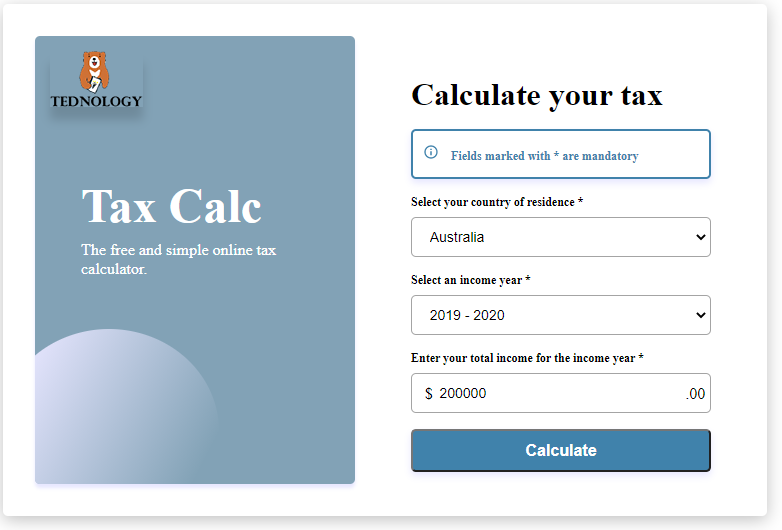 TEDNOLOGY
Tax Calc
The free and simple online tax
calculator.
Calculate your tax
Fields marked with * are mandatory
Select your country of residence *
Australia
Select an income year *
2019 - 2020
Enter your total income for the income year *
$ 200000 .00
Calculate